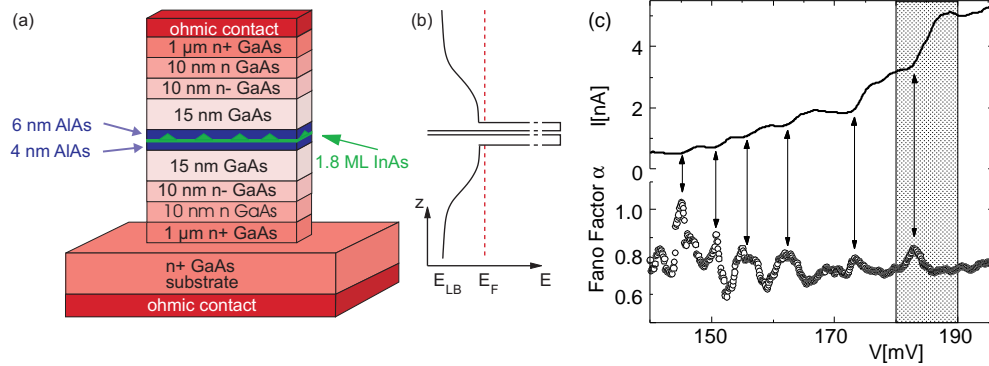 (a)
ohmic contact
1 µm n+ GaAs
10 nm n GaAs
10 nm n- GaAs
15 nm GaAs
6 nm AlAs
4 nm AlAs
1.8 ML InAs
15 nm GaAs
10 nm n- GaAs
10 nm n GaAs
1 µm n+ GaAs
n+ GaAs
substrate
ohmic contact
(b)
z
E_LB E_F E
(c)
I[nA]
4
2
0
Fano Factor α
1.0
0.8
0.6
150 170 190
V[mV]